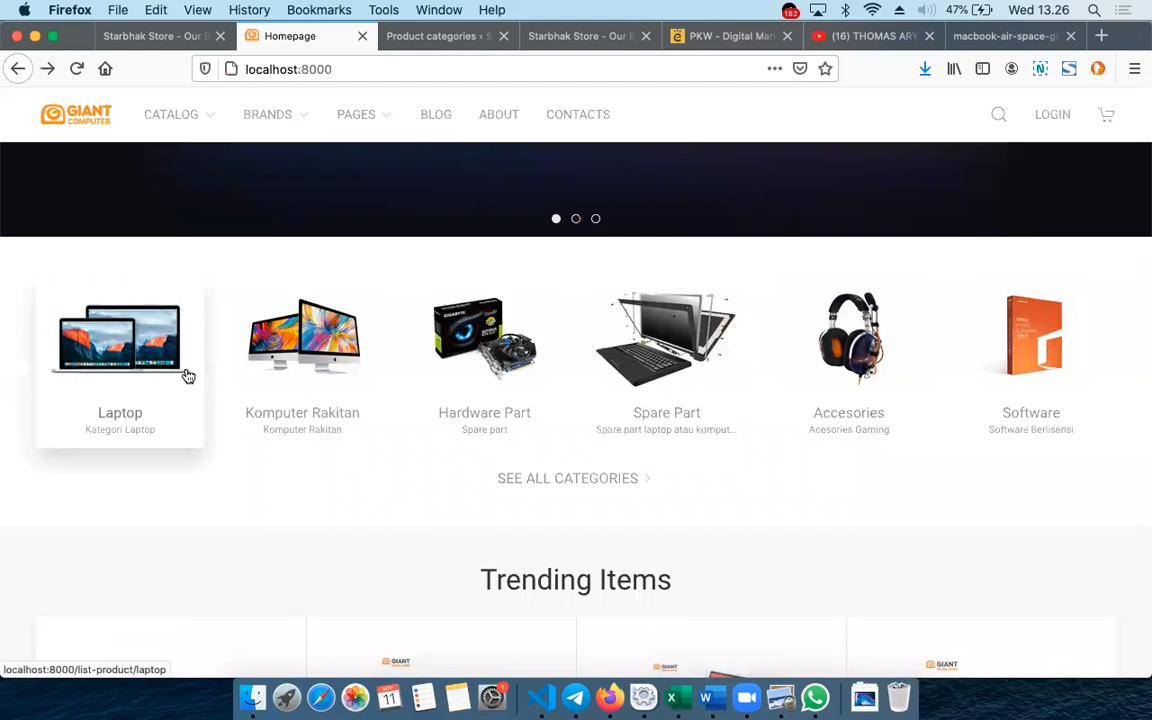 Firefox File Edit View History Bookmarks Tools Window Help 182 47% Wed 13.26
Starbhak Store - Our B Homepage Product categories ‹ S Starbhak Store - Our B PKW - Digital Mar (16) THOMAS AR macbook-air-space-g
localhost:8000
GIANT COMPUTER CATALOG BRANDS PAGES BLOG ABOUT CONTACTS LOGIN
Laptop Komputer Rakitan Hardware Part Spare Part Accesories Software
Kategori Laptop Komputer Rakitan Spare part Spare part laptop atau komput... Acesories Gaming Software Berlisensi
SEE ALL CATEGORIES
Trending Items
localhost:8000/list-product/laptop